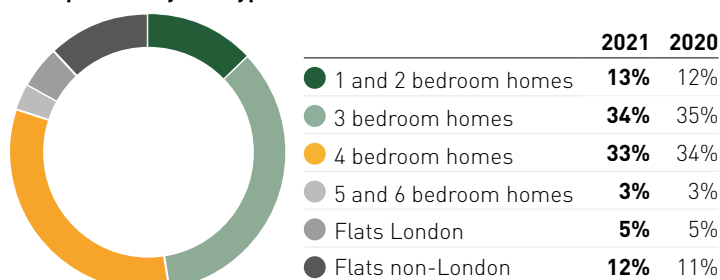 2021 2020
1 and 2 bedroom homes 13% 12%
3 bedroom homes 34% 35%
4 bedroom homes 33% 34%
5 and 6 bedroom homes 3% 3%
Flats London 5% 5%
Flats non-London 12% 11%